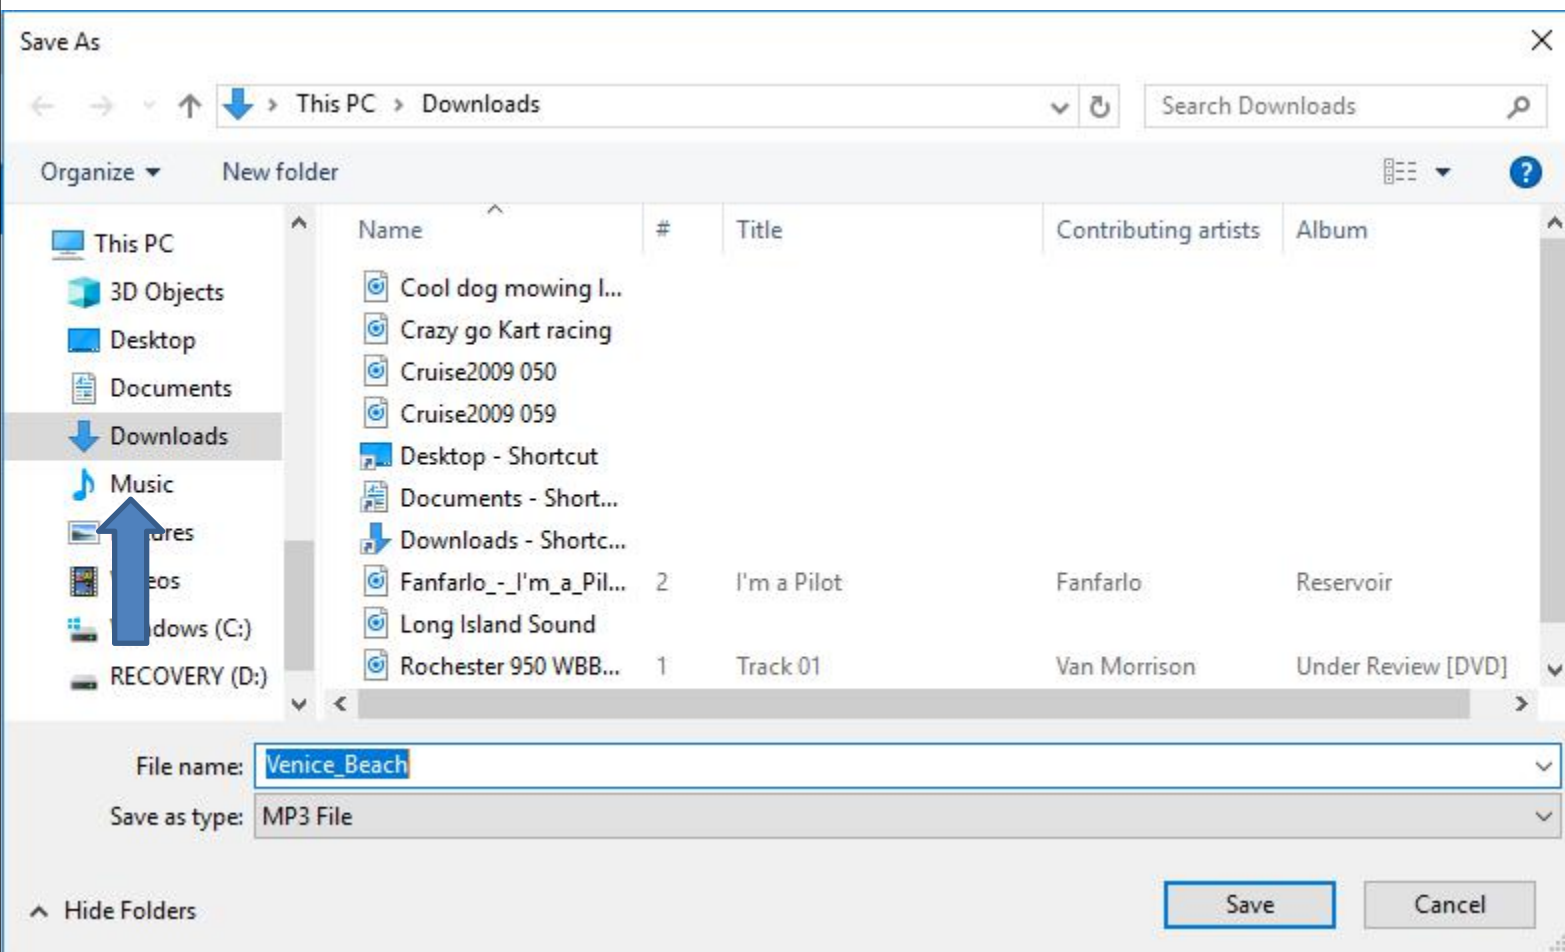 Save As
This PC > Downloads
Search Downloads
Organize
New folder
This PC
3D Objects
Desktop
Documents
Downloads
Music
Windows (C:)
RECOVERY (D:)
Name # Title Contributing artists Album
Cool dog mowing l...
Crazy go Kart racing
Cruise2009 050
Cruise2009 059
Desktop - Shortcut
Documents - Short...
Downloads - Shortc...
Fanfarlo_-_I'm_a_Pil... 2 I'm a Pilot Fanfarlo Reservoir
Long Island Sound
Rochester 950 WBB... 1 Track 01 Van Morrison Under Review [DVD]
File name: Venice_Beach
Save as type: MP3 File
Hide Folders
Save
Cancel